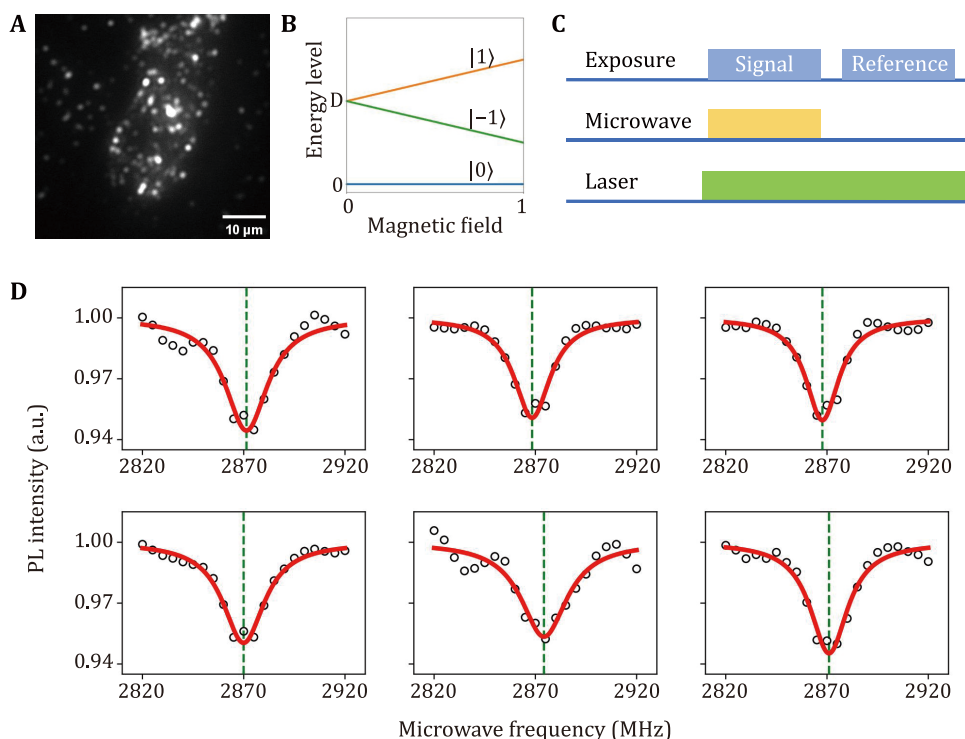 A
10 μm
B
Energy level
D
0
|1⟩
|−1⟩
|0⟩
0
1
Magnetic field
C
Exposure
Signal
Reference
Microwave
Laser
D
PL intensity (a.u.)
1.00
0.97
0.94
2820
2870
2920
2820
2870
2920
2820
2870
2920
1.00
0.97
0.94
2820
2870
2920
2820
2870
2920
2820
2870
2920
Microwave frequency (MHz)